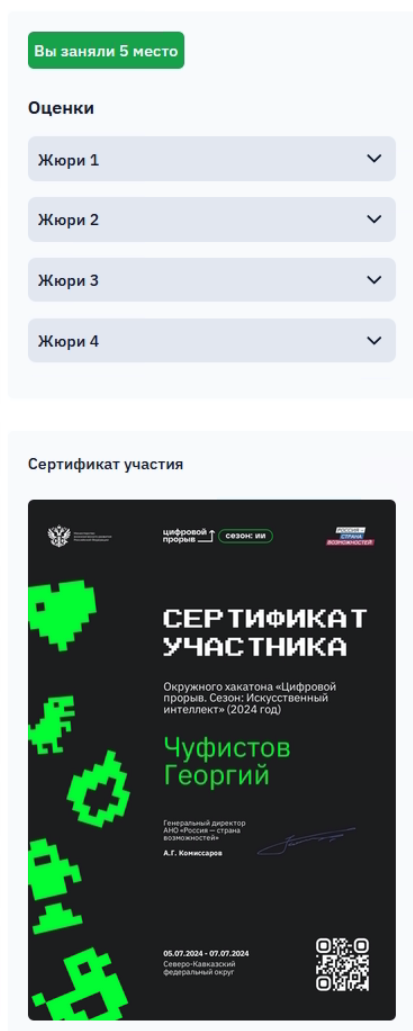 Вы заняли 5 место
Оценки
Жюри 1
Жюри 2
Жюри 3
Жюри 4
Сертификат участия
цифровой
прорыв
сезон: ии
РОССИЯ –
СТРАНА
ВОЗМОЖНОСТЕЙ
СЕРТИФИКАТ
УЧАСТНИКА
Окружного хакатона «Цифровой
прорыв. Сезон: Искусственный
интеллект» (2024 год)
Чуфистов
Георгий
Генеральный директор
АНО «Россия — страна
возможностей»
А.Г. Комиссаров
05.07.2024 - 07.07.2024
Северо-Кавказский
федеральный округ